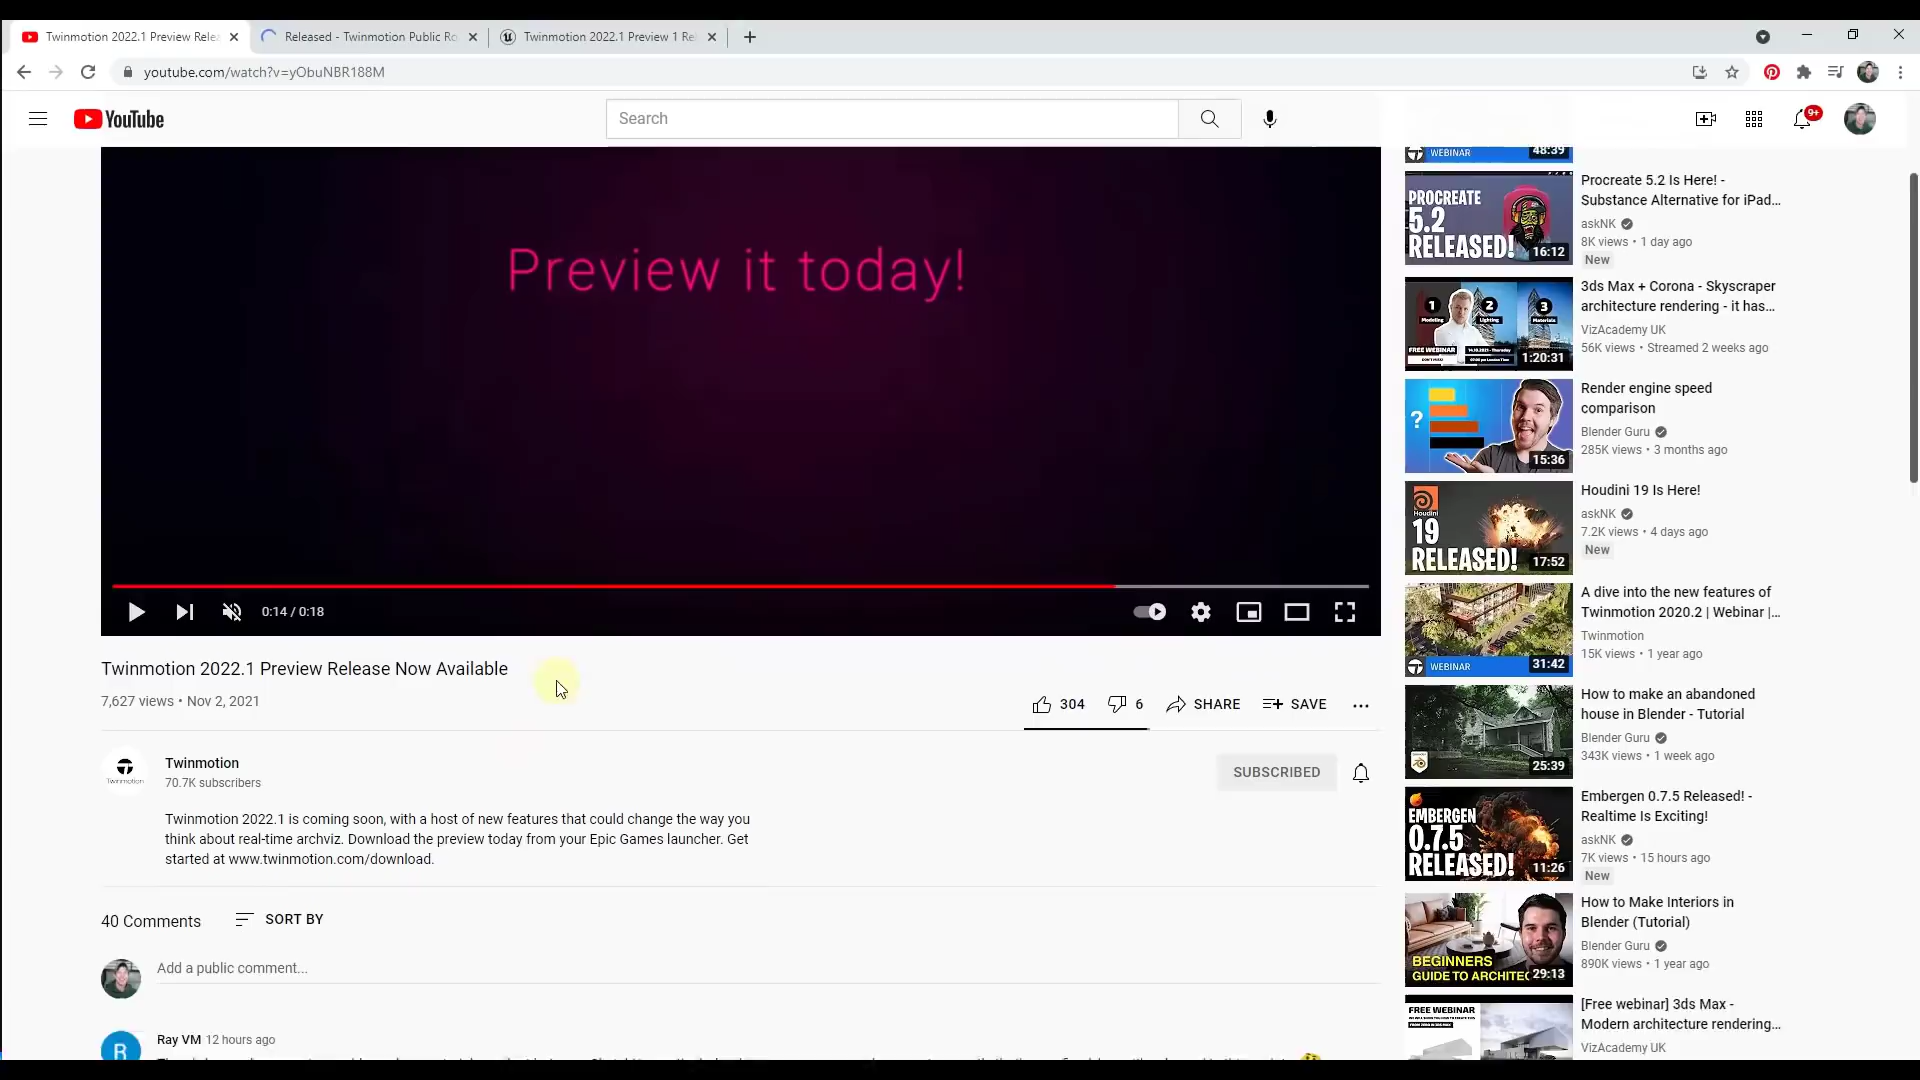 Twinmotion 2022.1 Preview Rele
Released - Twinmotion Public Ro
Twinmotion 2022.1 Preview 1 Re
youtube.com/watch?v=yObuNBR188M
YouTube
Search
9+
Preview it today!
0:14 / 0:18
Twinmotion 2022.1 Preview Release Now Available
7,627 views • Nov 2, 2021
304
6
SHARE
SAVE
Twinmotion
70.7K subscribers
SUBSCRIBED
Twinmotion 2022.1 is coming soon, with a host of new features that could change the way you
think about real-time archviz. Download the preview today from your Epic Games launcher. Get
started at www.twinmotion.com/download.
40 Comments
SORT BY
Add a public comment...
R
Ray VM 12 hours ago
WEBINAR
48:39
PROCREATE
5.2
RELEASED!
16:12
Procreate 5.2 Is Here! -
Substance Alternative for iPad...
askNK
8K views • 1 day ago
New
1 2 3
Modeling
Lighting
Materials
FREE WEBINAR
1:20:31
3ds Max + Corona - Skyscraper
architecture rendering - it has...
VizAcademy UK
56K views • Streamed 2 weeks ago
?
15:36
Render engine speed
comparison
Blender Guru
285K views • 3 months ago
Houdini
19
RELEASED!
17:52
Houdini 19 Is Here!
askNK
7.2K views • 4 days ago
New
WEBINAR
31:42
A dive into the new features of
Twinmotion 2020.2 | Webinar |...
Twinmotion
15K views • 1 year ago
25:39
How to make an abandoned
house in Blender - Tutorial
Blender Guru
343K views • 1 week ago
EMBERGEN
0.7.5
RELEASED!
11:26
Embergen 0.7.5 Released! -
Realtime Is Exciting!
askNK
7K views • 15 hours ago
New
BEGINNERS
GUIDE TO ARCHITEC
29:13
How to Make Interiors in
Blender (Tutorial)
Blender Guru
890K views • 1 year ago
FREE WEBINAR
[Free webinar] 3ds Max -
Modern architecture rendering...
VizAcademy UK